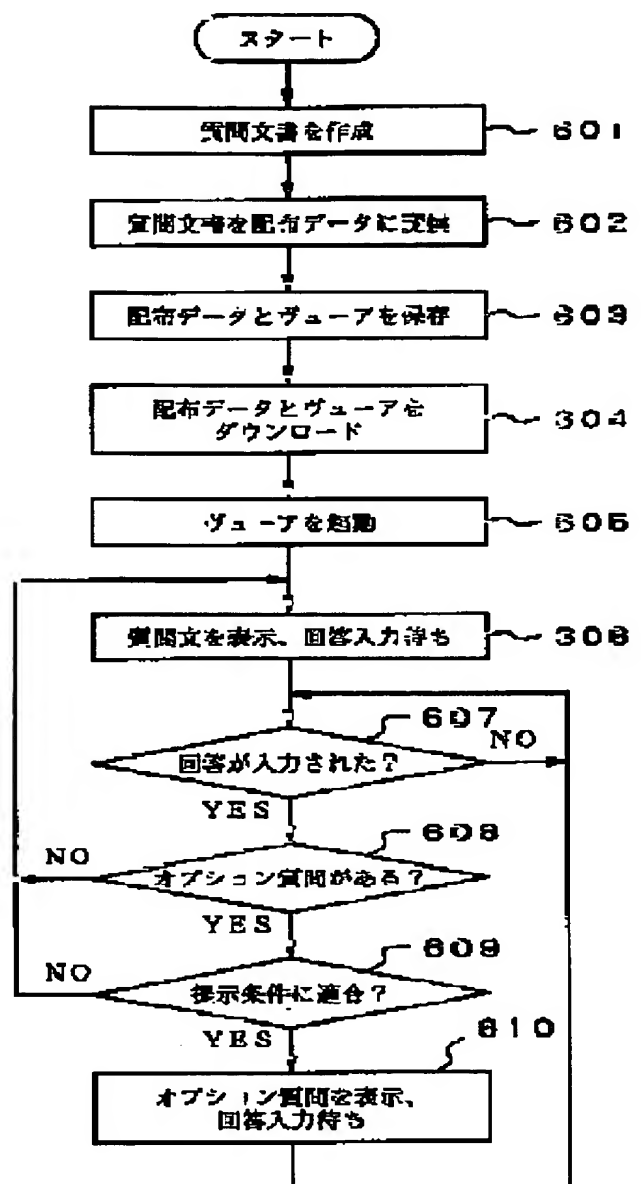 スタート
質問文書を作成
601
質問文書を配布データに変換
602
配布データとヴューアを保存
603
配布データとヴューアを
ダウンロード
304
ヴューアを起動
605
質問文を表示、回答入力待ち
306
607
回答が入力された?
NO
YES
608
オプション質問がある?
NO
YES
609
提示条件に適合?
NO
YES
610
オプション質問を表示、
回答入力待ち